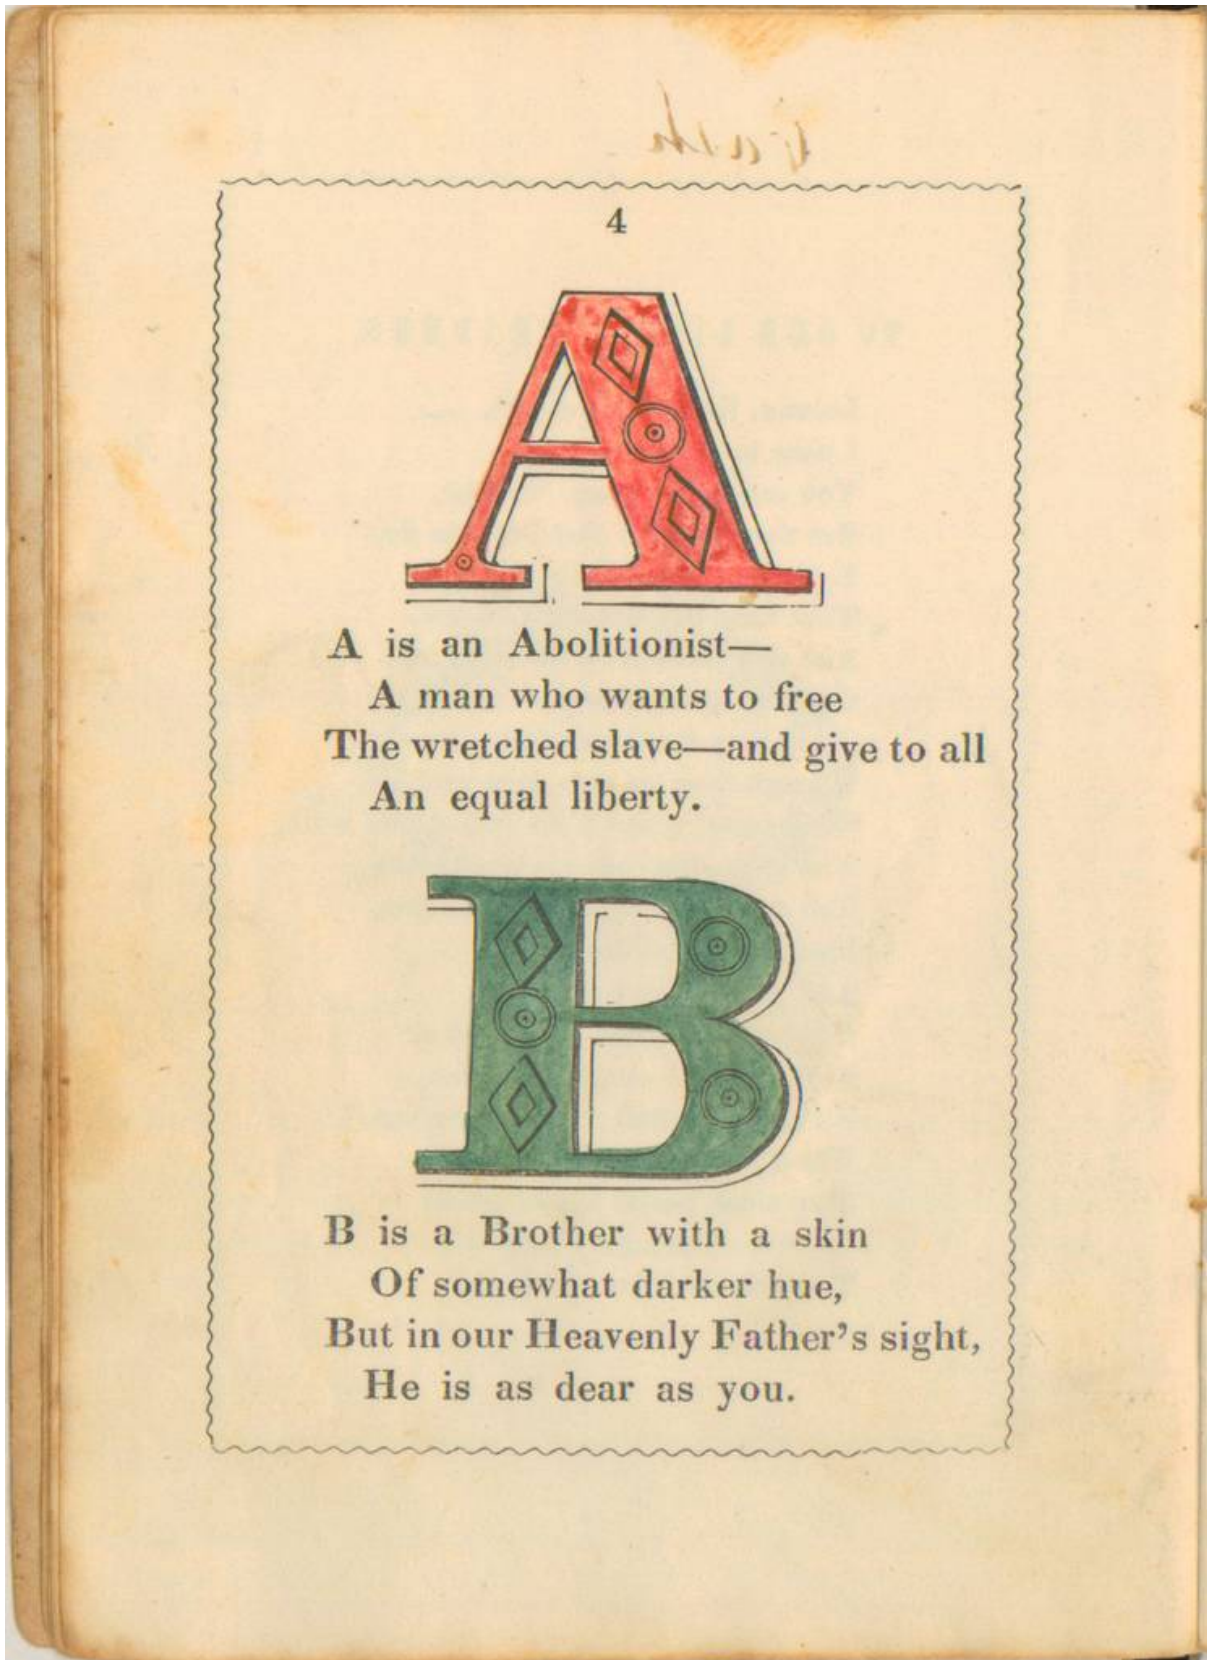 4
A
A is an Abolitionist—
A man who wants to free
The wretched slave—and give to all
An equal liberty.
B
B is a Brother with a skin
Of somewhat darker hue,
But in our Heavenly Father's sight,
He is as dear as you.